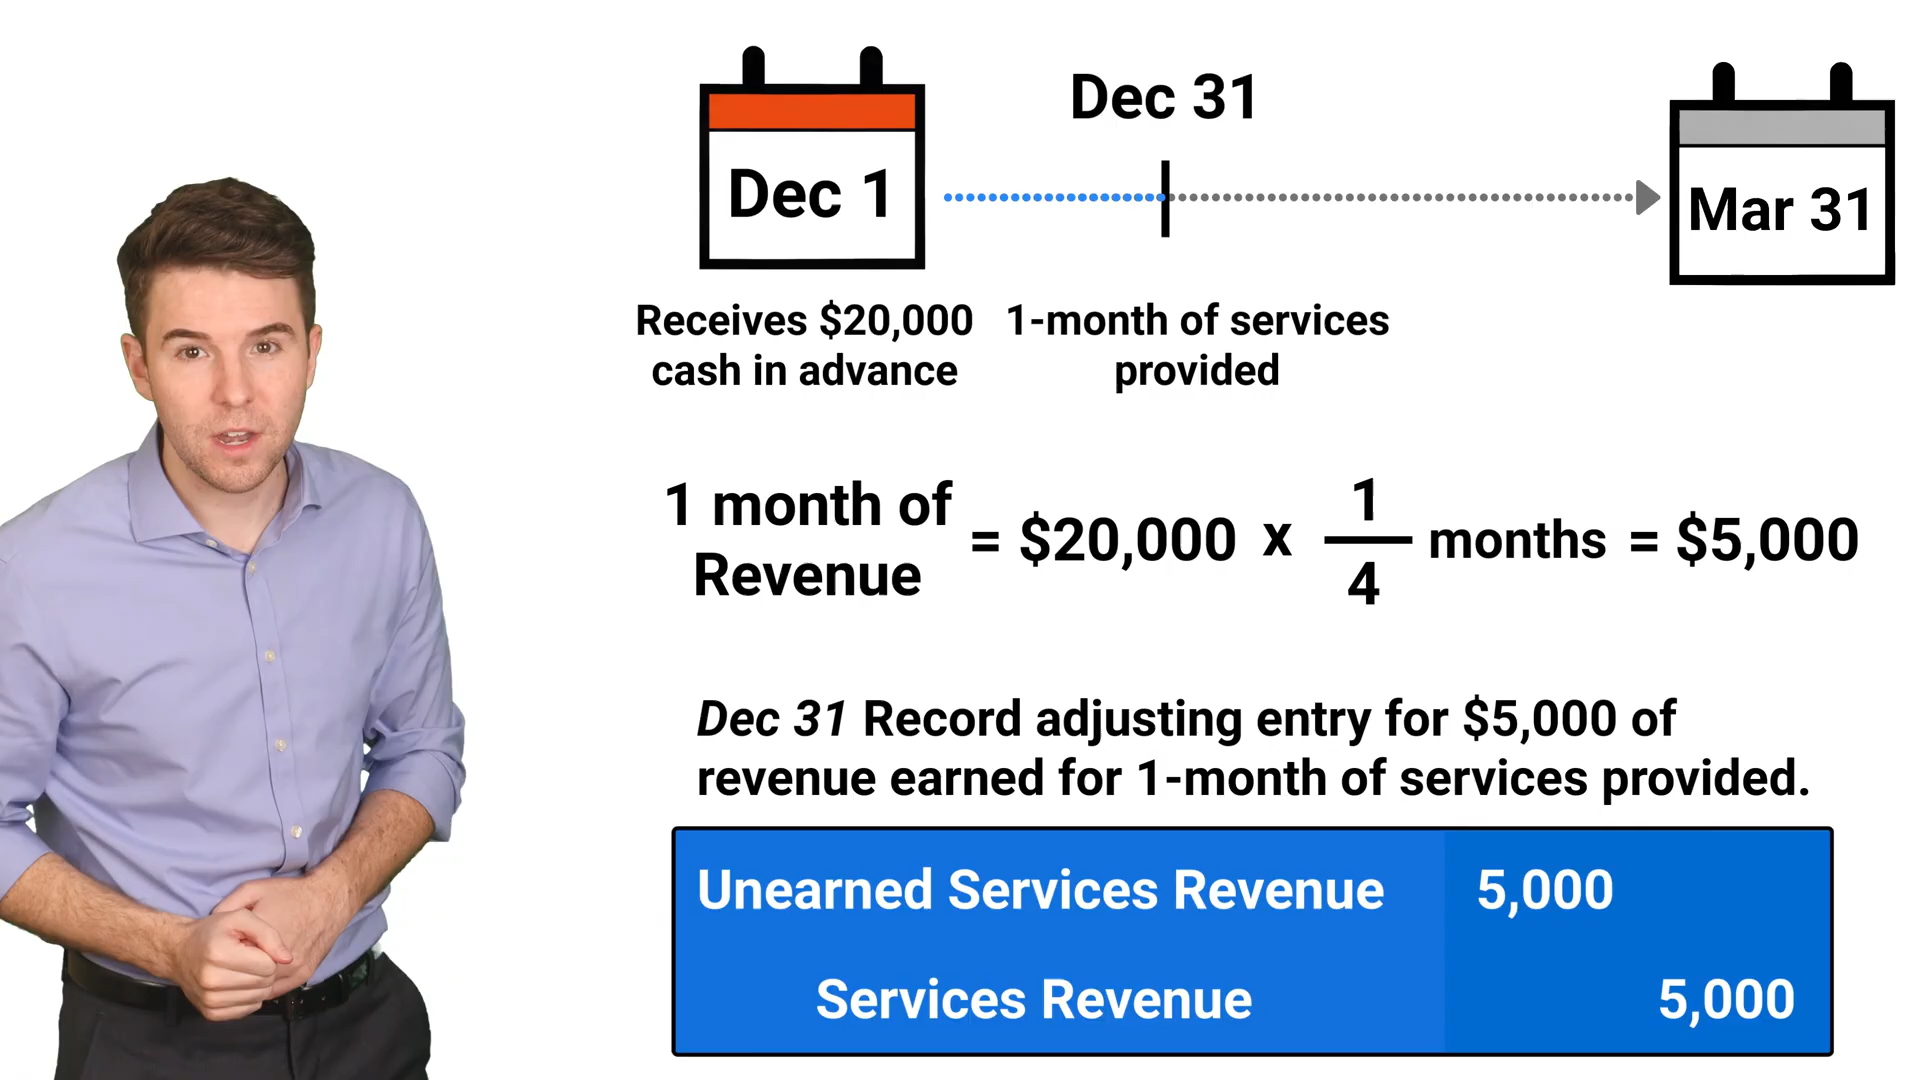 Dec 1
Dec 31
Mar 31
Receives $20,000
cash in advance
1-month of services
provided
1 month of
Revenue
= $20,000 x 1/4 months = $5,000
Dec 31 Record adjusting entry for $5,000 of
revenue earned for 1-month of services provided.
Unearned Services Revenue 5,000
Services Revenue 5,000